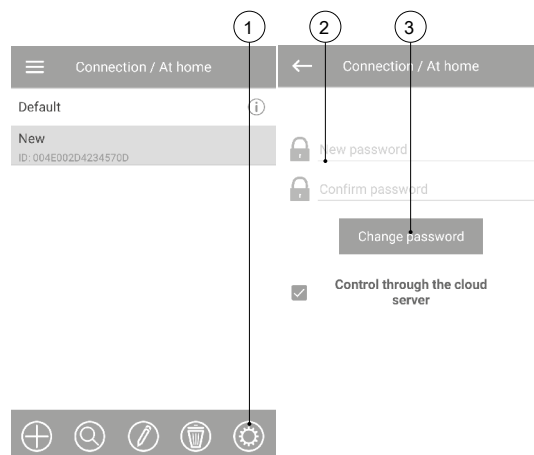 1
2
3
Connection / At home
Default
i
New
ID: 004E002D4234570D
Connection / At home
New password
Confirm password
Change password
Control through the cloud
server